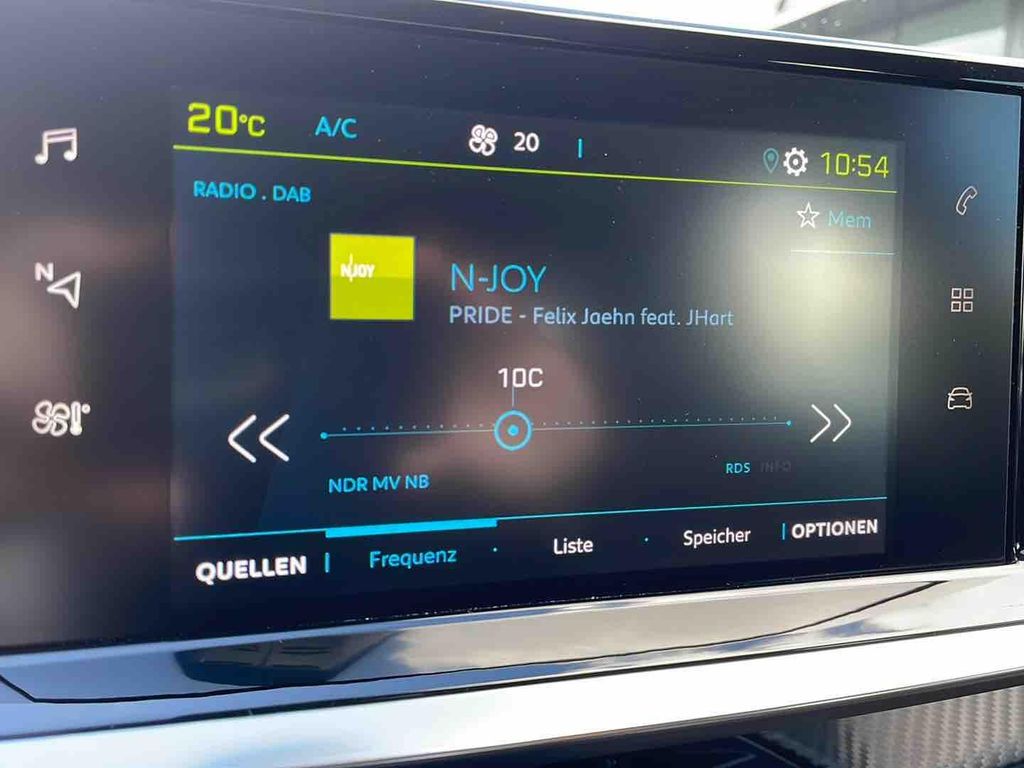 20°C A/C 20
10:54
RADIO . DAB
Mem
N-JOY
N-JOY
PRIDE - Felix Jaehn feat. JHart
10C
N
NDR MV NB
RDS INFO
QUELLEN Frequenz · Liste · Speicher OPTIONEN